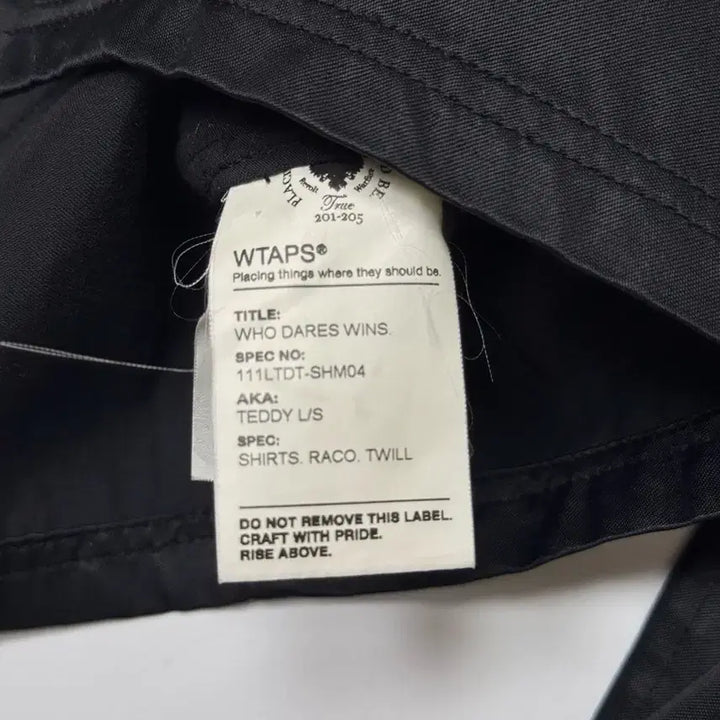 True
201-205
WTAPS®
Placing things where they should be.
TITLE:
WHO DARES WINS.
SPEC NO:
111LTDT-SHM04
AKA:
TEDDY L/S
SPEC:
SHIRTS. RACO. TWILL
DO NOT REMOVE THIS LABEL.
CRAFT WITH PRIDE.
RISE ABOVE.